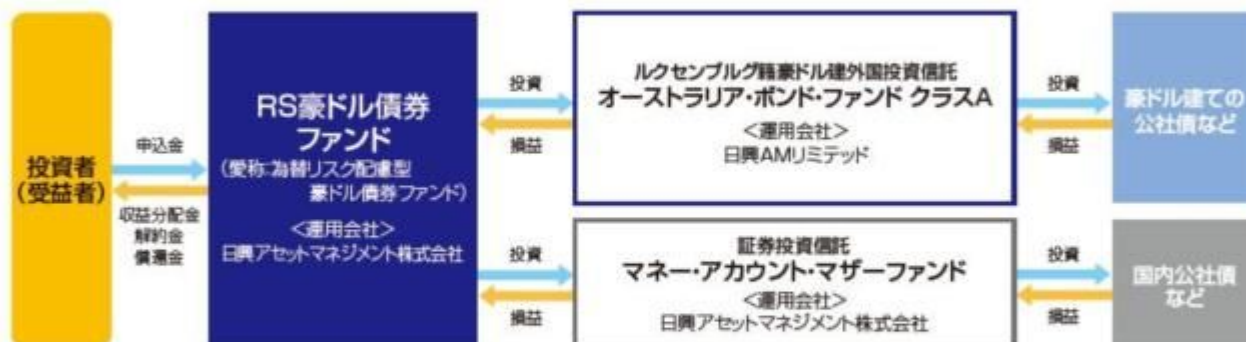 投資者
(受益者)
申込金
収益分配金
解約金
償還金
RS豪ドル債券
ファンド
(愛称:為替リスク配慮型
豪ドル債券ファンド)
<運用会社>
日興アセットマネジメント株式会社
投資
損益
ルクセンブルグ籍豪ドル建外国投資信託
オーストラリア・ボンド・ファンド クラスA
<運用会社>
日興AMリミテッド
投資
損益
豪ドル建ての
公社債など
投資
損益
証券投資信託
マネー・アカウント・マザーファンド
<運用会社>
日興アセットマネジメント株式会社
投資
損益
国内公社債
など